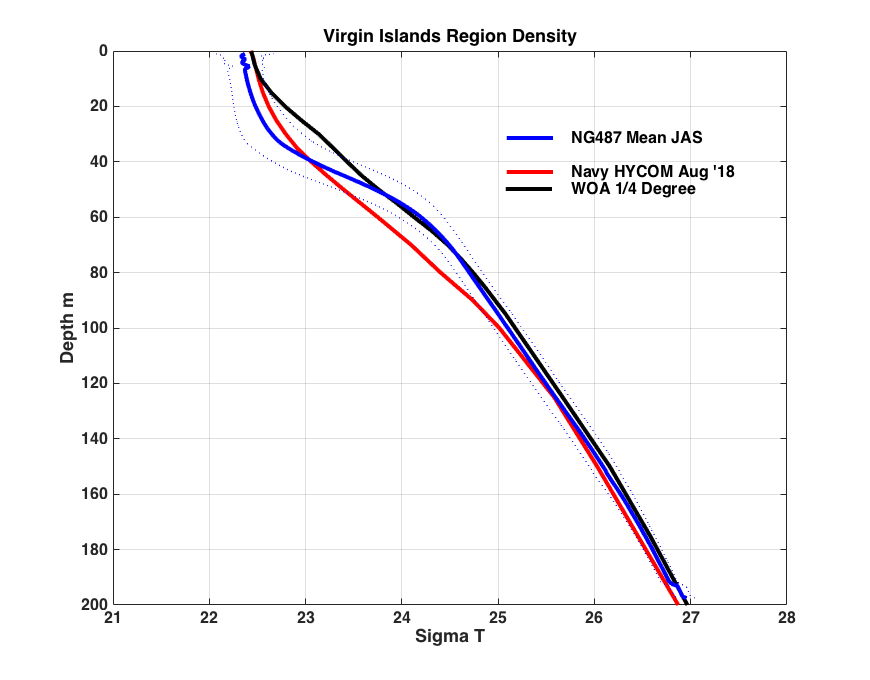 Virgin Islands Region Density
0
20
40
60
80
100
120
140
160
180
200
Depth m
NG487 Mean JAS
Navy HYCOM Aug '18
WOA 1/4 Degree
21 22 23 24 25 26 27 28
Sigma T